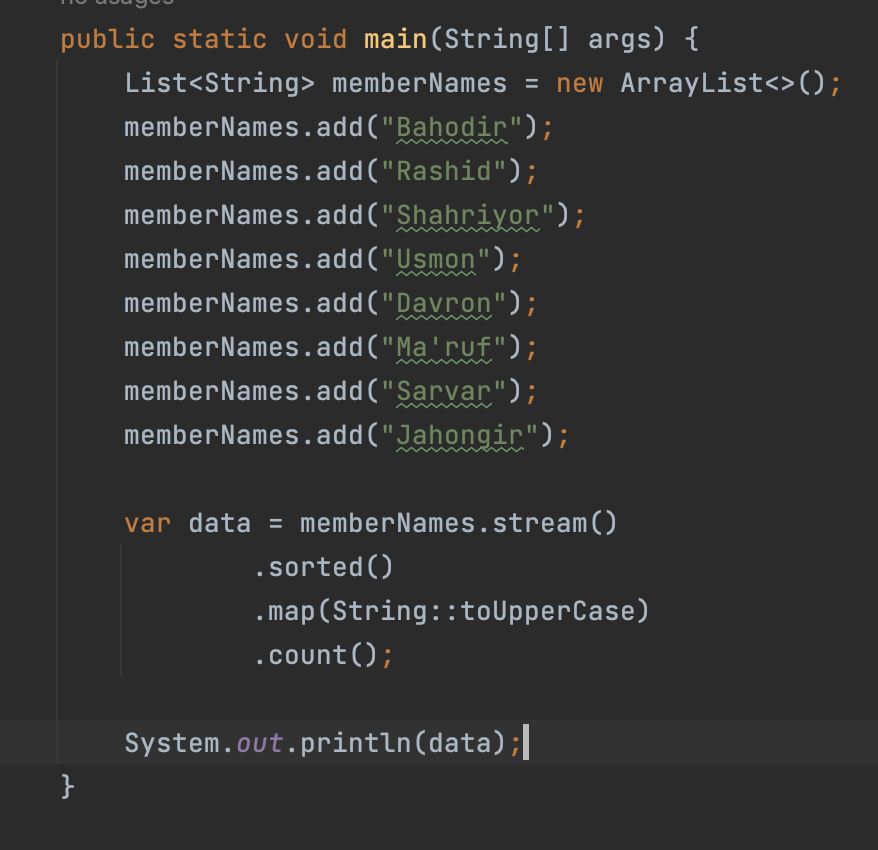 no usages
public static void main(String[] args) {
List<String> memberNames = new ArrayList<>();
memberNames.add("Bahodir");
memberNames.add("Rashid");
memberNames.add("Shahriyor");
memberNames.add("Usmon");
memberNames.add("Davron");
memberNames.add("Ma'ruf");
memberNames.add("Sarvar");
memberNames.add("Jahongir");
var data = memberNames.stream()
.sorted()
.map(String::toUpperCase)
.count();
System.out.println(data);
}